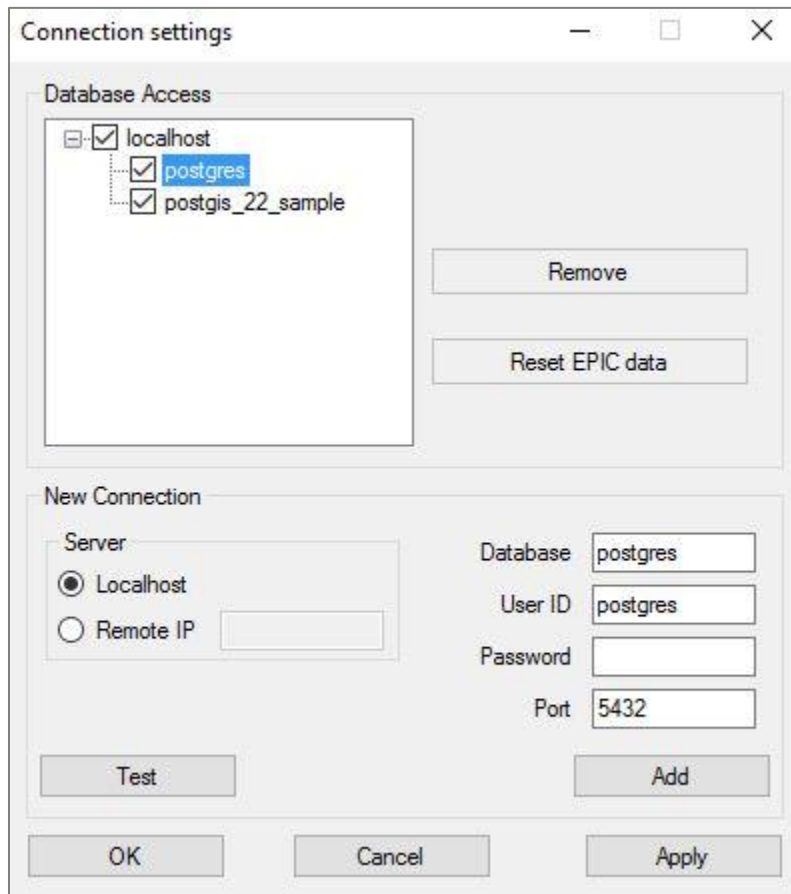 Connection settings
Database Access
localhost
postgres
postgis_22_sample
Remove
Reset EPIC data
New Connection
Server
Localhost
Remote IP
Database postgres
User ID postgres
Password
Port 5432
Test
Add
OK
Cancel
Apply